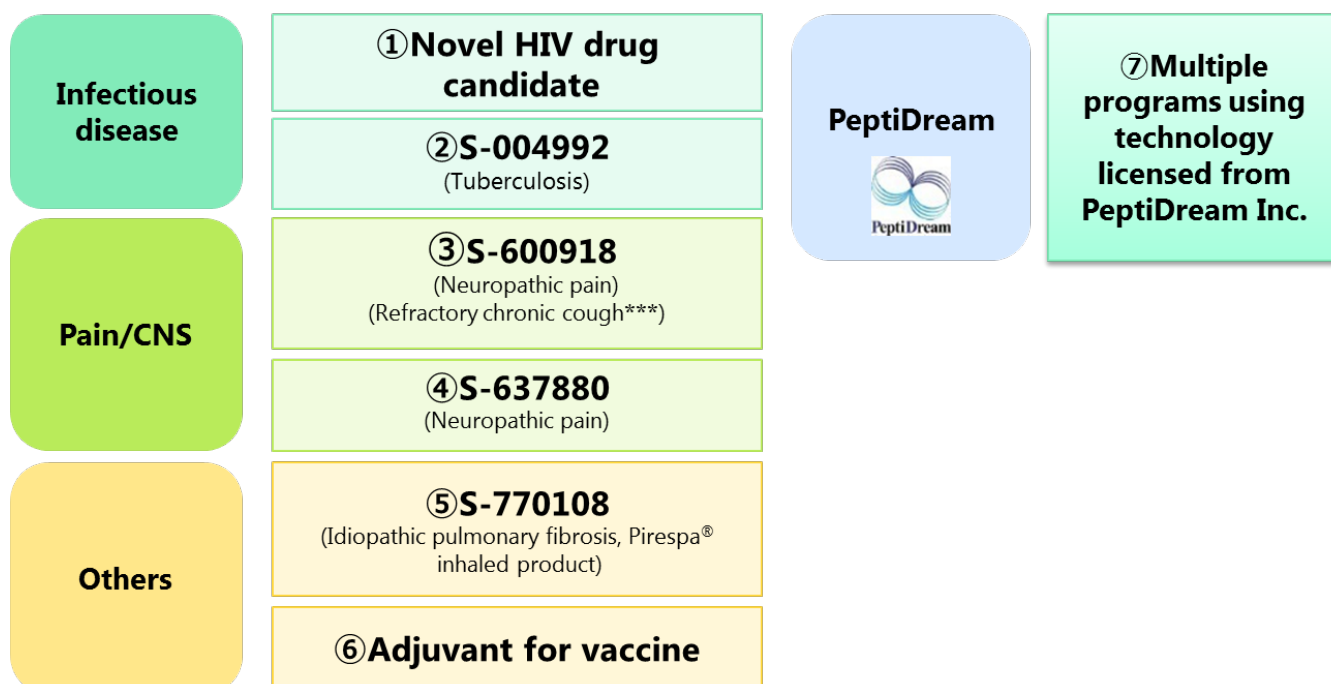 Infectious
disease
①Novel HIV drug
candidate
②S-004992
(Tuberculosis)
Pain/CNS
③S-600918
(Neuropathic pain)
(Refractory chronic cough***)
④S-637880
(Neuropathic pain)
Others
⑤S-770108
(Idiopathic pulmonary fibrosis, Pirespa®
inhaled product)
⑥Adjuvant for vaccine
PeptiDream
PeptiDream
⑦Multiple
programs using
technology
licensed from
PeptiDream Inc.